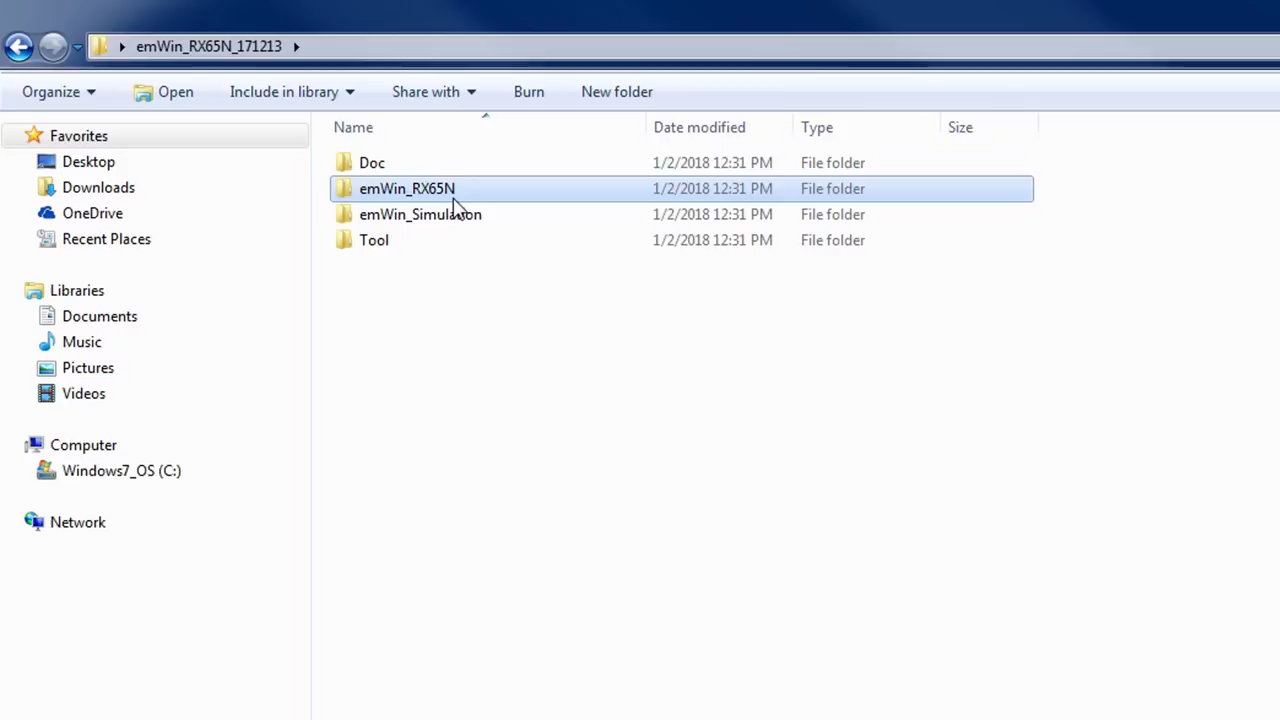 emWin_RX65N_171213
Organize Open Include in library Share with Burn New folder
Name Date modified Type Size
Favorites
Desktop
Downloads
OneDrive
Recent Places
Libraries
Documents
Music
Pictures
Videos
Computer
Windows7_OS (C:)
Network
Doc 1/2/2018 12:31 PM File folder
emWin_RX65N 1/2/2018 12:31 PM File folder
emWin_Simulation 1/2/2018 12:31 PM File folder
Tool 1/2/2018 12:31 PM File folder